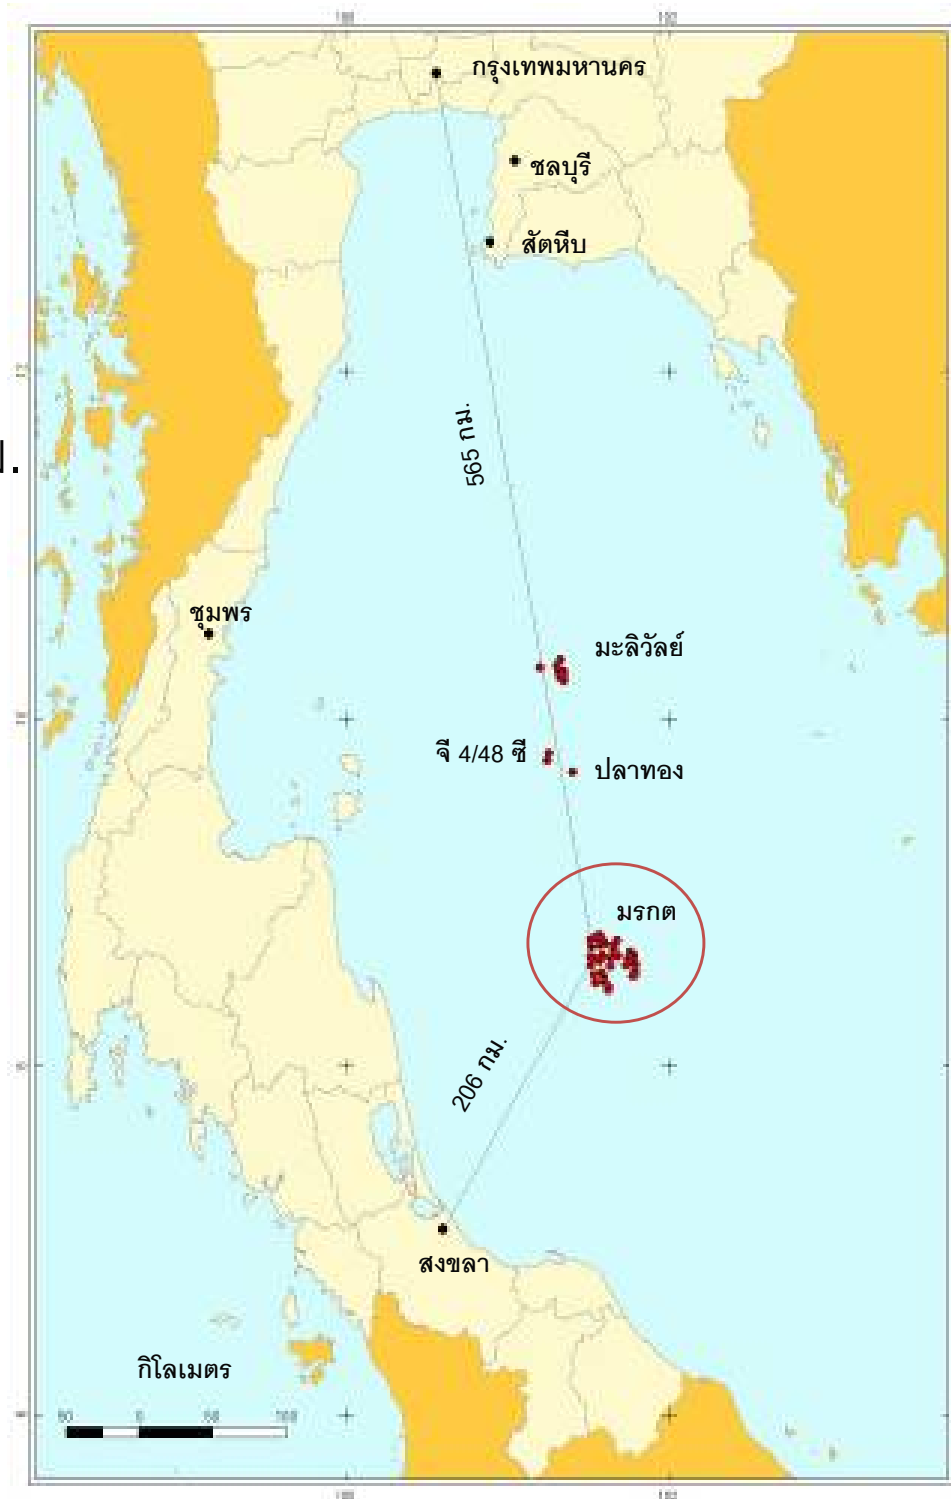 กรุงเทพมหานคร
ชลบุรี
สัตหีบ
565 กม.
ชุมพร
มะลิวัลย์
จี 4/48 ซี
ปลาทอง
มรกต
206 กม.
สงขลา
กิโลเมตร
50 0 50 100